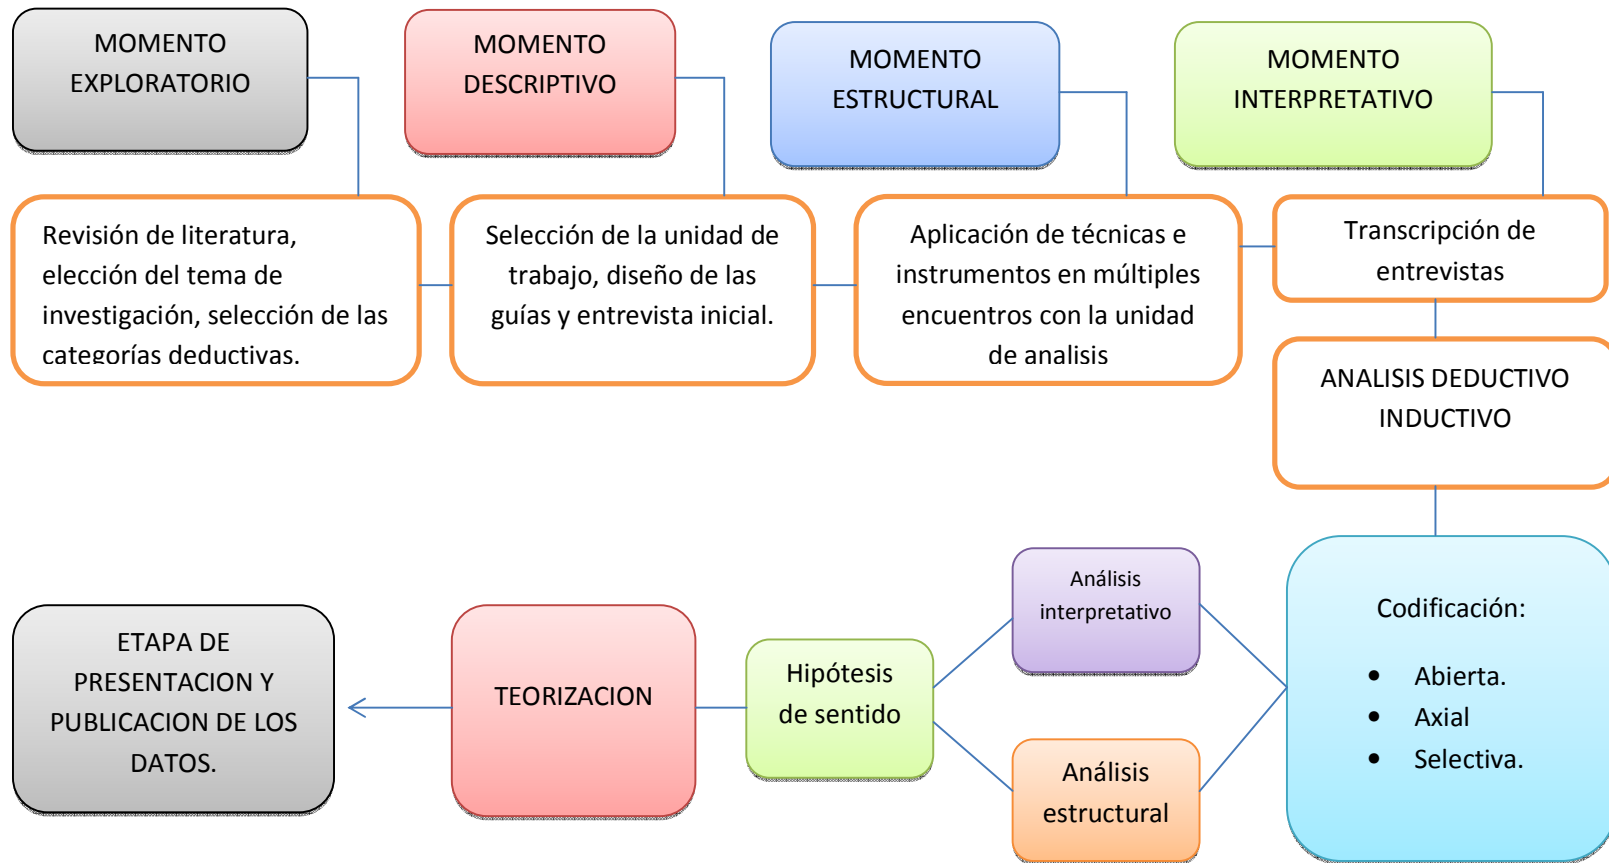 MOMENTO
EXPLORATORIO
MOMENTO
DESCRIPTIVO
MOMENTO
ESTRUCTURAL
MOMENTO
INTERPRETATIVO
Revisión de literatura,
elección del tema de
investigación, selección de las
categorías deductivas.
Selección de la unidad de
trabajo, diseño de las
guías y entrevista inicial.
Aplicación de técnicas e
instrumentos en múltiples
encuentros con la unidad
de analisis
Transcripción de
entrevistas
ANALISIS DEDUCTIVO
INDUCTIVO
Codificación:
• Abierta.
• Axial
• Selectiva.
Análisis
interpretativo
Análisis
estructural
Hipótesis
de sentido
TEORIZACION
ETAPA DE
PRESENTACION Y
PUBLICACION DE LOS
DATOS.